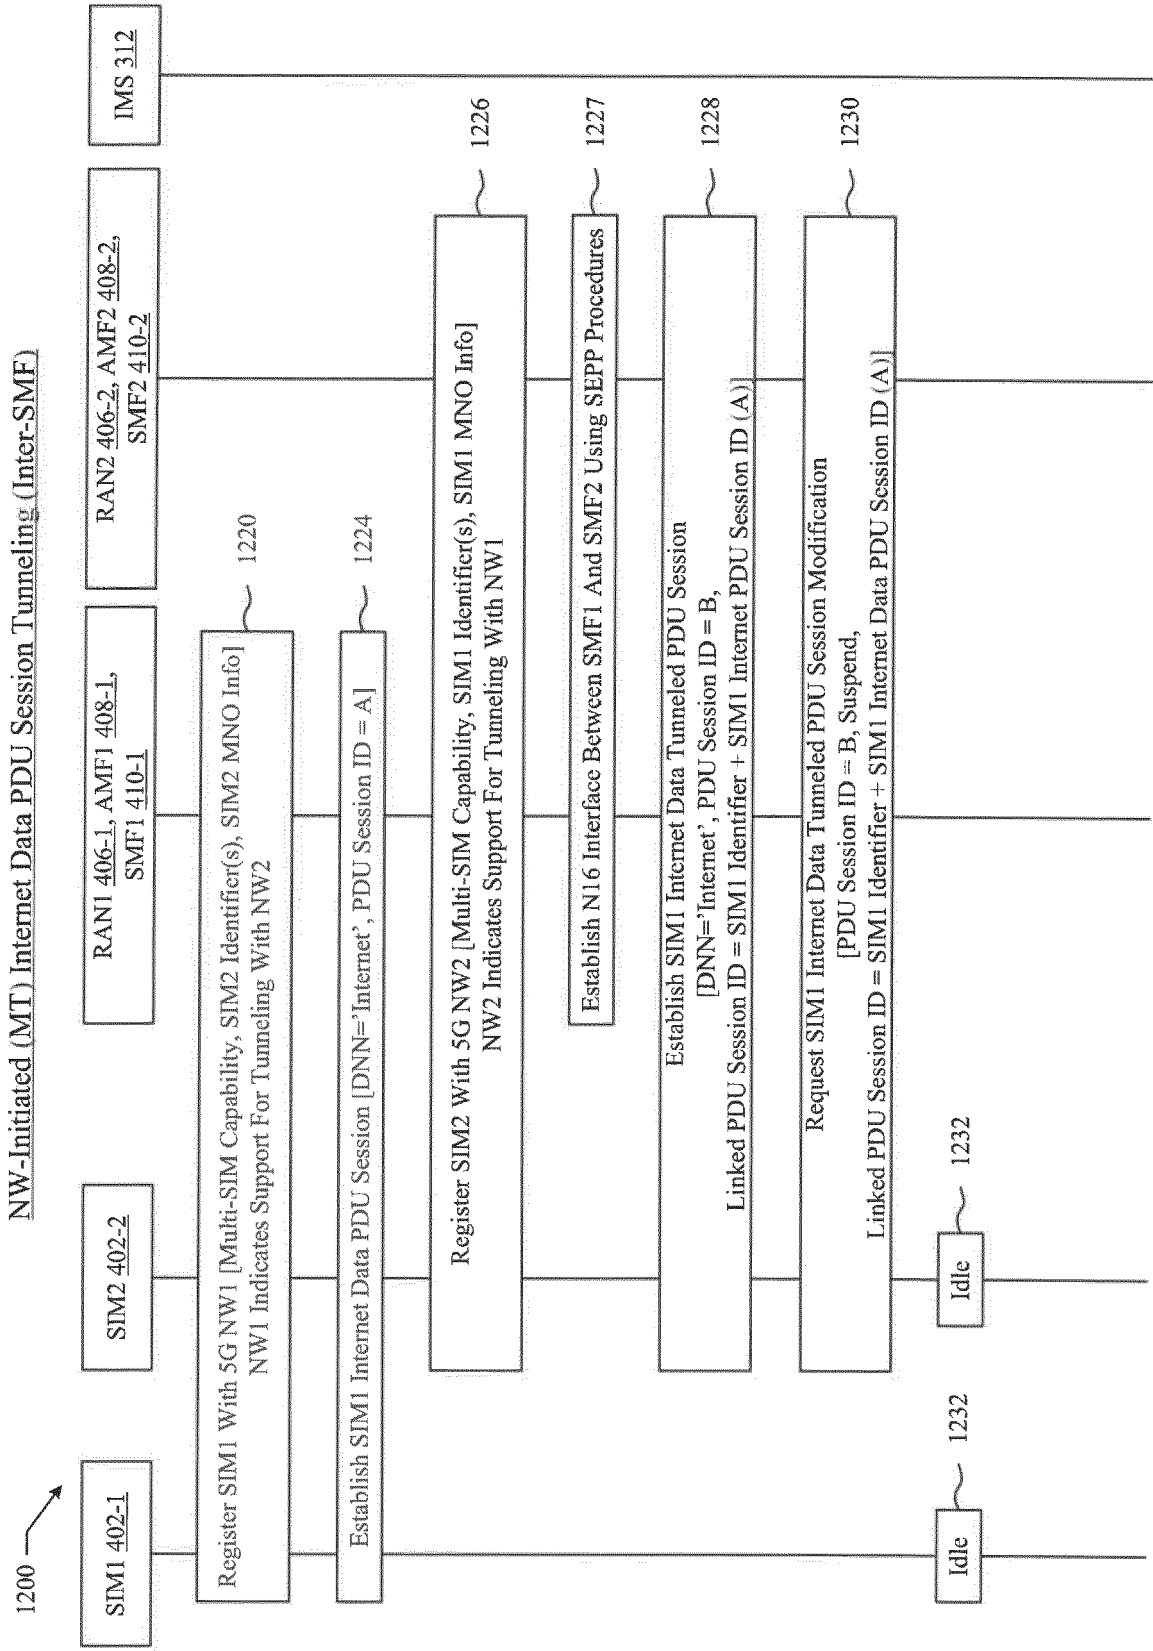 NW-Initiated (MT) Internet Data PDU Session Tunneling (Inter-SMF)
1200
SIM1 402-1
SIM2 402-2
RAN1 406-1, AMF1 408-1,
SMF1 410-1
RAN2 406-2, AMF2 408-2,
SMF2 410-2
IMS 312
Register SIM1 With 5G NW1 [Multi-SIM Capability, SIM2 Identifier(s), SIM2 MNO Info]
NW1 Indicates Support For Tunneling With NW2
1220
Establish SIM1 Internet Data PDU Session [DNN='Internet', PDU Session ID = A]
1224
Register SIM2 With 5G NW2 [Multi-SIM Capability, SIM1 Identifier(s), SIM1 MNO Info]
NW2 Indicates Support For Tunneling With NW1
1226
Establish N16 Interface Between SMF1 And SMF2 Using SEPP Procedures
1227
Establish SIM1 Internet Data Tunneled PDU Session
[DNN='Internet', PDU Session ID = B,
Linked PDU Session ID = SIM1 Identifier + SIM1 Internet PDU Session ID (A)]
1228
Request SIM1 Internet Data Tunneled PDU Session Modification
[PDU Session ID = B, Suspend,
Linked PDU Session ID = SIM1 Identifier + SIM1 Internet Data PDU Session ID (A)]
1230
Idle
1232
Idle
1232